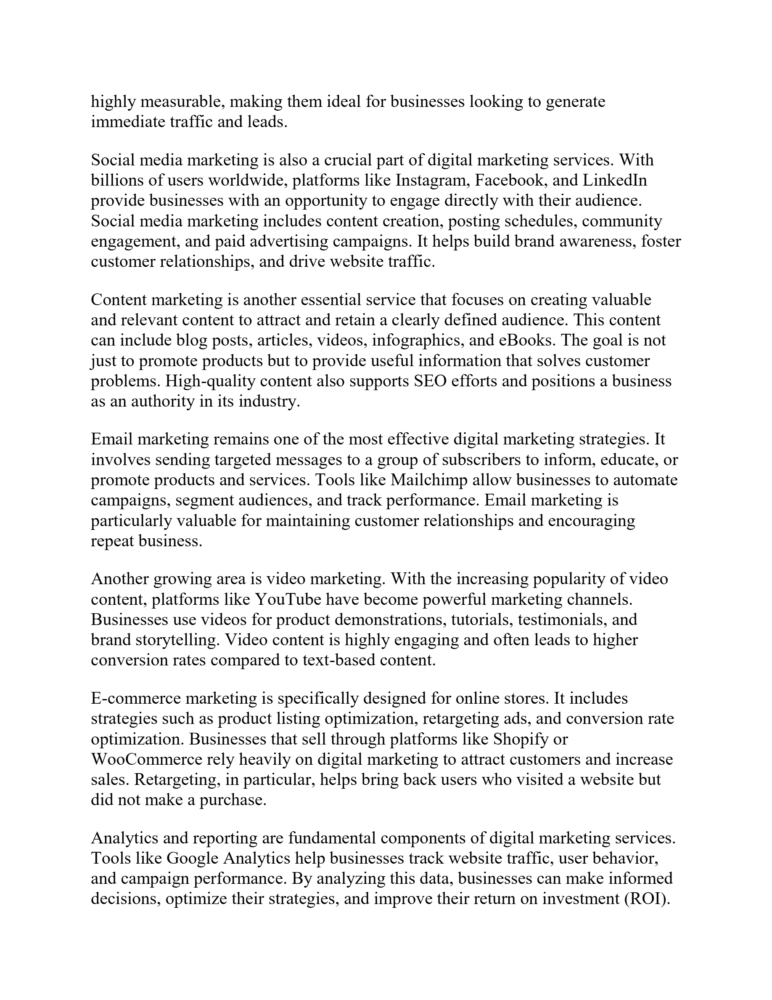 highly measurable, making them ideal for businesses looking to generate
immediate traffic and leads.
Social media marketing is also a crucial part of digital marketing services. With
billions of users worldwide, platforms like Instagram, Facebook, and LinkedIn
provide businesses with an opportunity to engage directly with their audience.
Social media marketing includes content creation, posting schedules, community
engagement, and paid advertising campaigns. It helps build brand awareness, foster
customer relationships, and drive website traffic.
Content marketing is another essential service that focuses on creating valuable
and relevant content to attract and retain a clearly defined audience. This content
can include blog posts, articles, videos, infographics, and eBooks. The goal is not
just to promote products but to provide useful information that solves customer
problems. High-quality content also supports SEO efforts and positions a business
as an authority in its industry.
Email marketing remains one of the most effective digital marketing strategies. It
involves sending targeted messages to a group of subscribers to inform, educate, or
promote products and services. Tools like Mailchimp allow businesses to automate
campaigns, segment audiences, and track performance. Email marketing is
particularly valuable for maintaining customer relationships and encouraging
repeat business.
Another growing area is video marketing. With the increasing popularity of video
content, platforms like YouTube have become powerful marketing channels.
Businesses use videos for product demonstrations, tutorials, testimonials, and
brand storytelling. Video content is highly engaging and often leads to higher
conversion rates compared to text-based content.
E-commerce marketing is specifically designed for online stores. It includes
strategies such as product listing optimization, retargeting ads, and conversion rate
optimization. Businesses that sell through platforms like Shopify or
WooCommerce rely heavily on digital marketing to attract customers and increase
sales. Retargeting, in particular, helps bring back users who visited a website but
did not make a purchase.
Analytics and reporting are fundamental components of digital marketing services.
Tools like Google Analytics help businesses track website traffic, user behavior,
and campaign performance. By analyzing this data, businesses can make informed
decisions, optimize their strategies, and improve their return on investment (ROI).